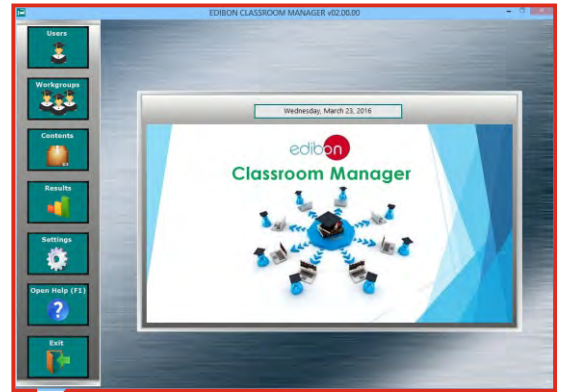 EDIBON CLASSROOM MANAGER v02.00.00
Users
Workgroups
Contents
Results
Settings
Open Help (F1)
?
Exit
Wednesday, March 23, 2016
edibon
Classroom Manager